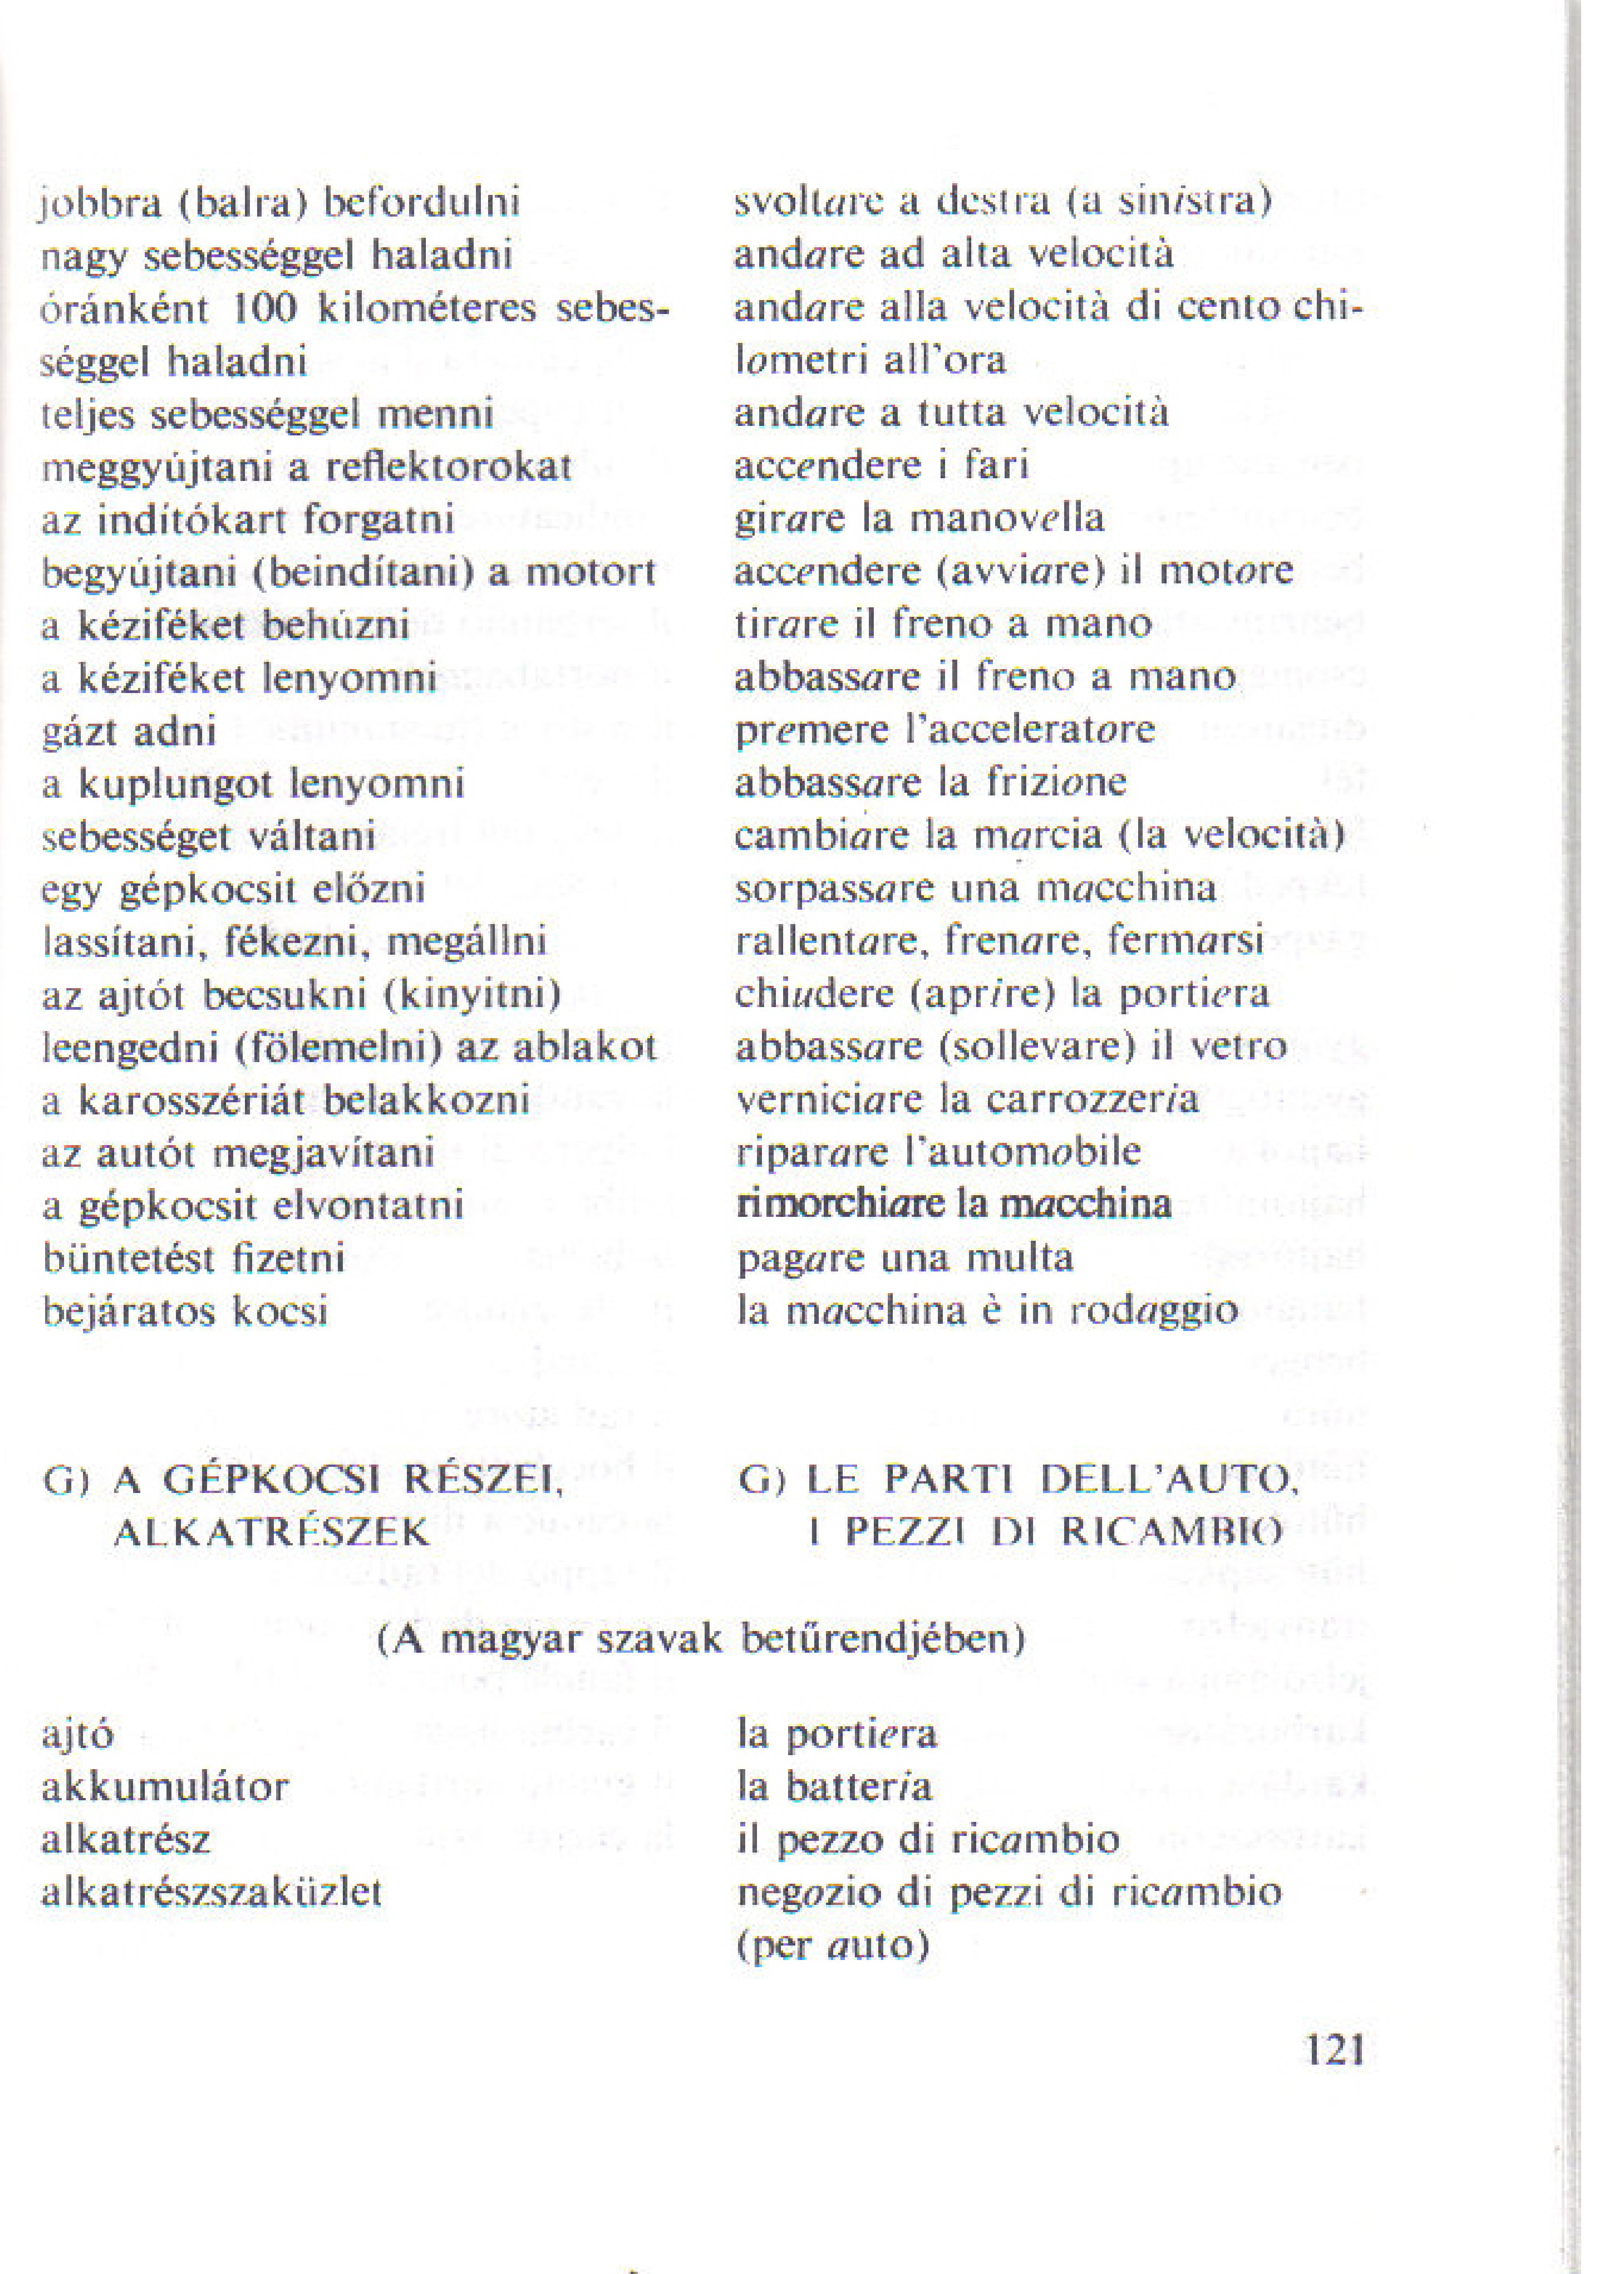 jobbra (balra) befordulni
nagy sebességgel haladni
óránként 100 kilométeres sebes-
séggel haladni
teljes sebességgel menni
meggyújtani a reflektorokat
az indítókart forgatni
begyújtani (beindítani) a motort
a kéziféket behúzni
a kéziféket lenyomni
gázt adni
a kuplungot lenyomni
sebességet váltani
egy gépkocsit előzni
lassítani, fékezni, megállni
az ajtót becsukni (kinyitni)
leengedni (fölemelni) az ablakot
a karosszériát belakkozni
az autót megjavítani
a gépkocsit elvontatni
büntetést fizetni
bejáratos kocsi
svoltare a destra (a sinistra)
andare ad alta velocità
andare alla velocità di cento chi-
lometri all'ora
andare a tutta velocità
accendere i fari
girare la manovella
accendere (avviare) il motore
tirare il freno a mano
abbassare il freno a mano
premere l'acceleratore
abbassare la frizione
cambiare la marcia (la velocità)
sorpassare una macchina
rallentare, frenare, fermarsi
chiudere (aprire) la portiera
abbassare (sollevare) il vetro
verniciare la carrozzeria
riparare l'automobile
rimorchiare la macchina
pagare una multa
la macchina è in rodaggio
G) A GÉPKOCSI RÉSZEI,
ALKATRÉSZEK
G) LE PARTI DELL'AUTO,
I PEZZI DI RICAMBIO
(A magyar szavak betűrendjében)
ajtó
akkumulátor
alkatrész
alkatrészszaküzlet
la portiera
la batteria
il pezzo di ricambio
negozio di pezzi di ricambio
(per auto)
121